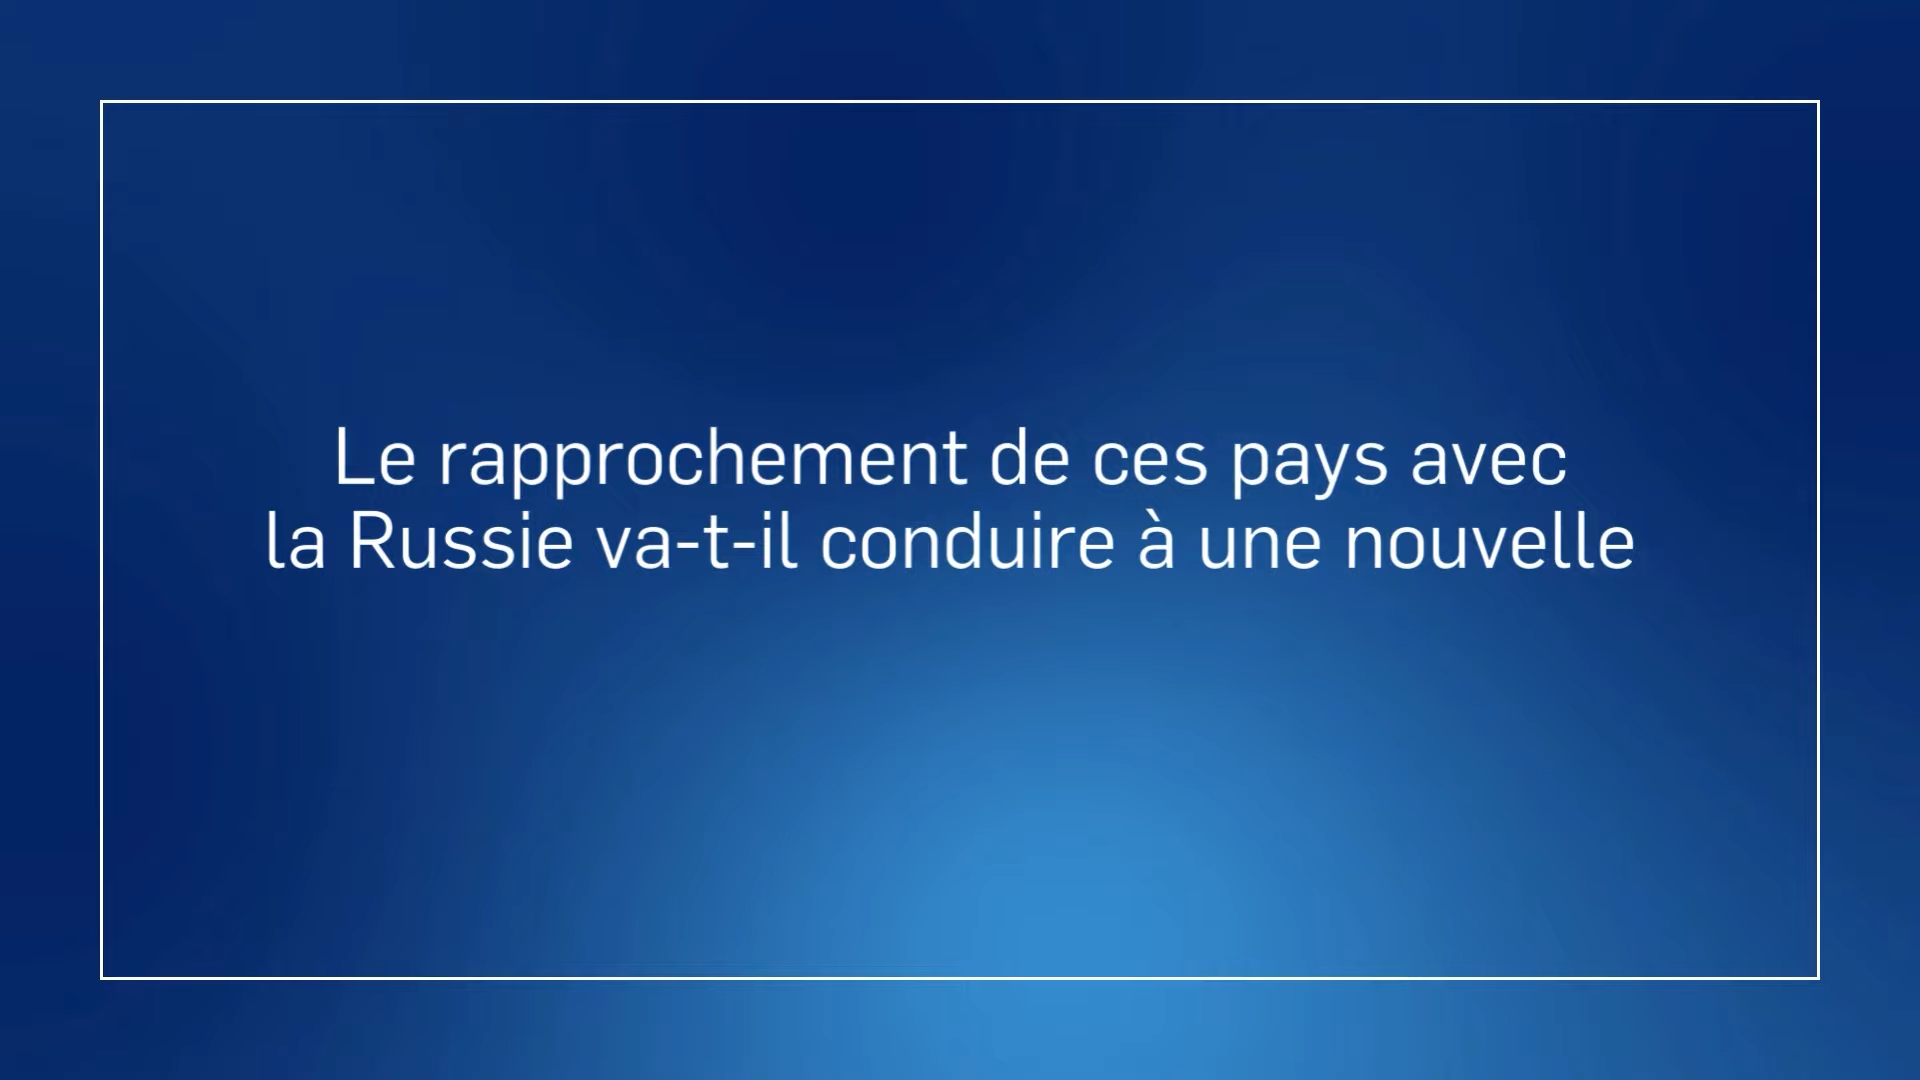 Le rapprochement de ces pays avec
la Russie va-t-il conduire à une nouvelle